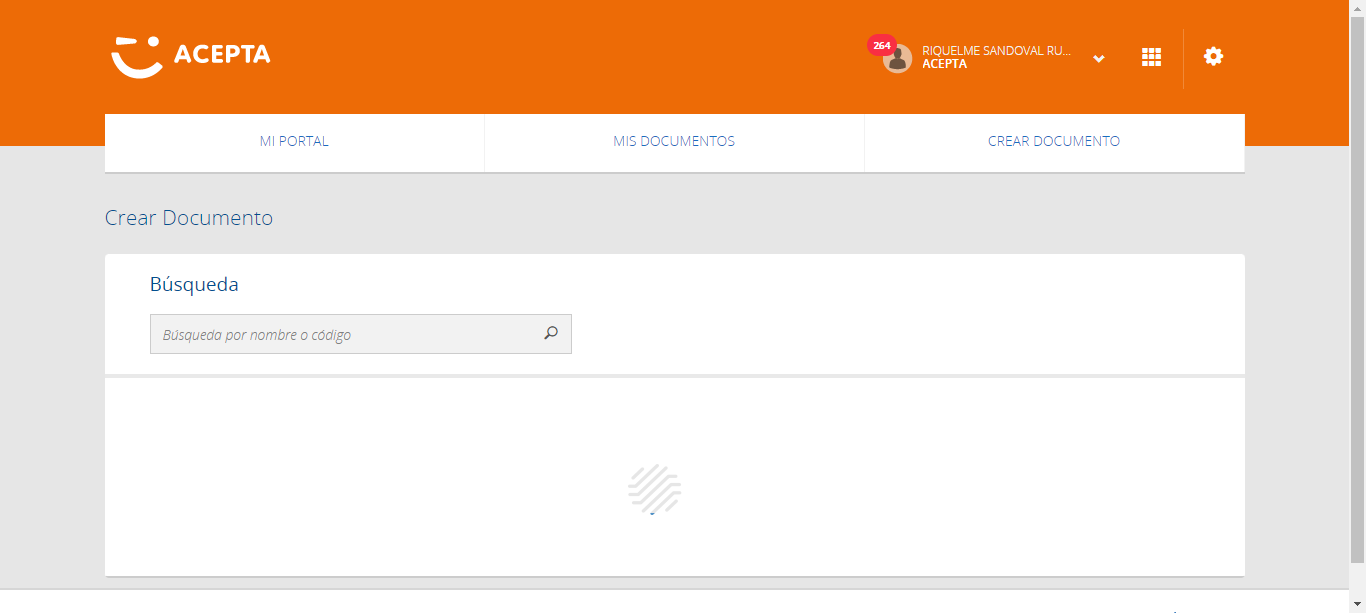 ACEPTA
264
RIQUELME SANDOVAL RU...
ACEPTA
MI PORTAL
MIS DOCUMENTOS
CREAR DOCUMENTO
Crear Documento
Búsqueda
Búsqueda por nombre o código